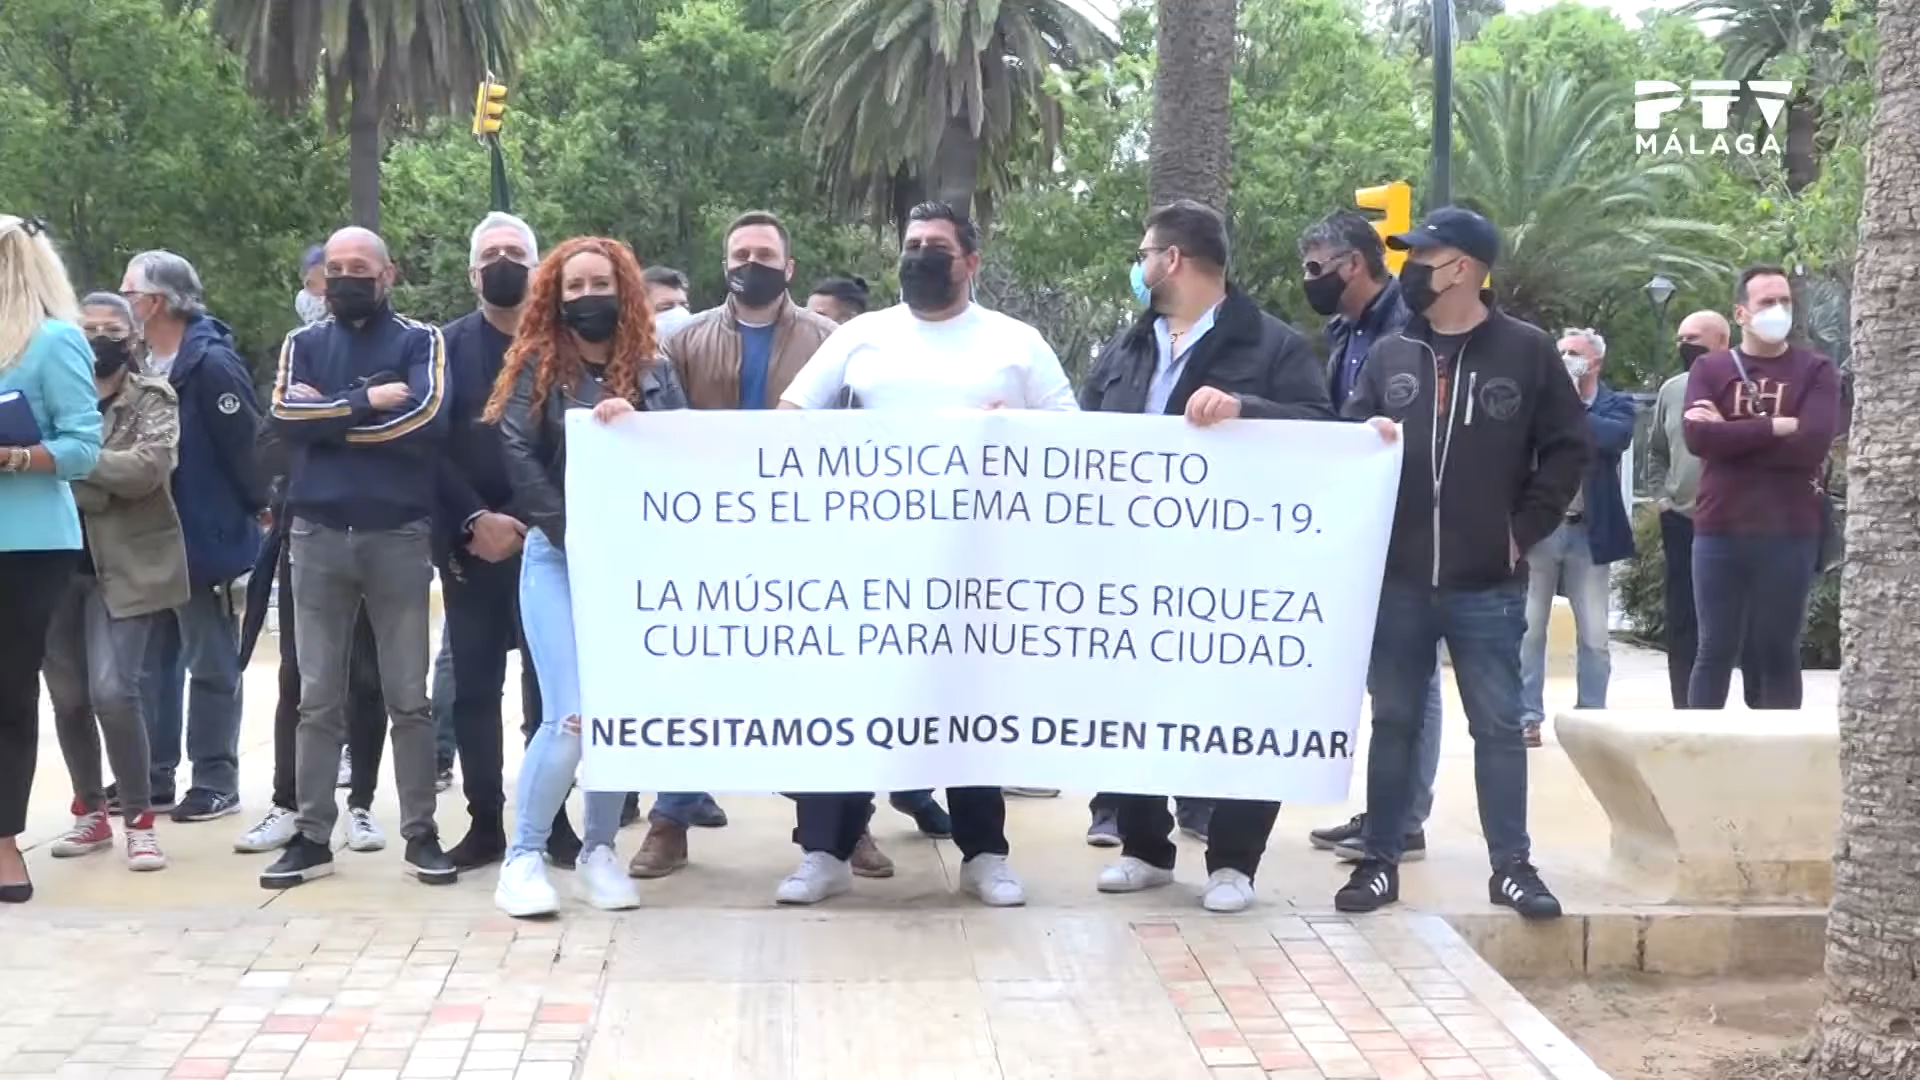 PTV
MÁLAGA
LA MÚSICA EN DIRECTO
NO ES EL PROBLEMA DEL COVID-19.
LA MÚSICA EN DIRECTO ES RIQUEZA
CULTURAL PARA NUESTRA CIUDAD.
NECESITAMOS QUE NOS DEJEN TRABAJAR.